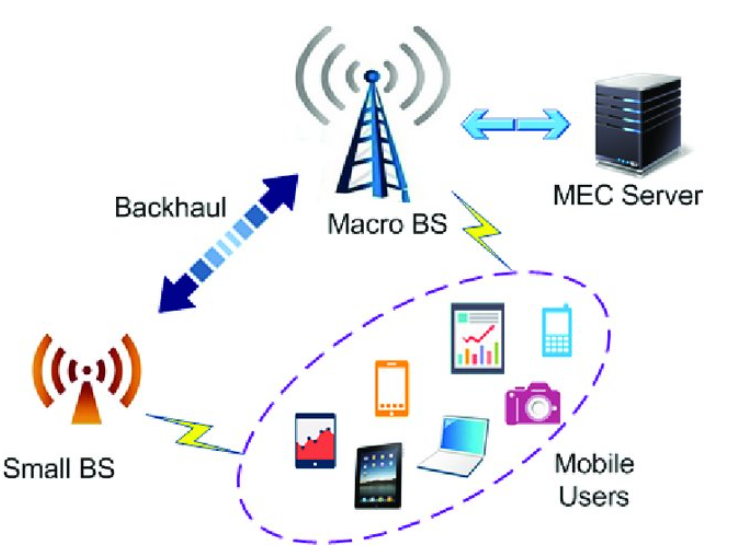 MEC Server
Backhaul
Macro BS
Small BS
Mobile
Users